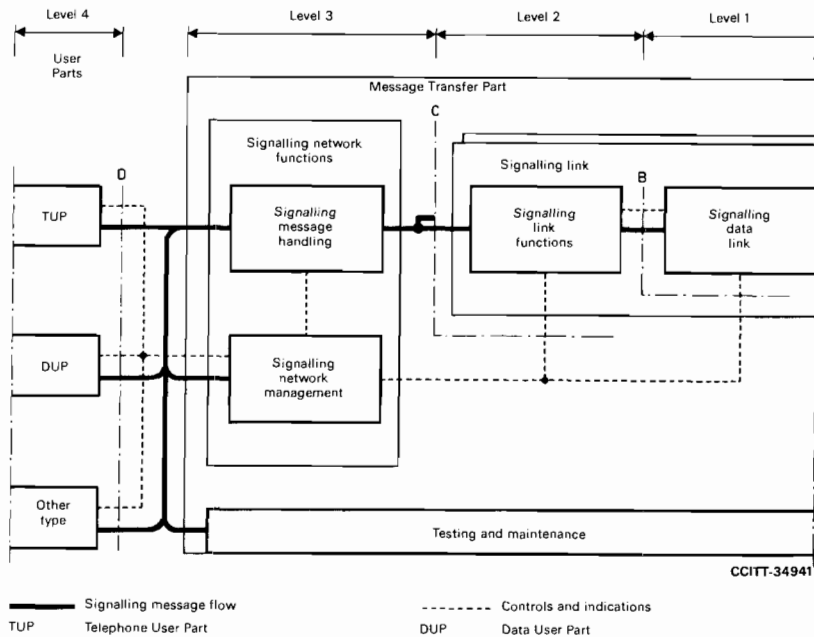 Level 4
Level 3
Level 2
Level 1
User
Parts
Message Transfer Part
C
Signalling network
functions
Signalling link
D
B
TUP
Signalling
message
handling
Signalling
link
functions
Signalling
data
link
DUP
Signalling
network
management
Other
type
Testing and maintenance
CCITT-34941
Signalling message flow
Controls and indications
TUP Telephone User Part
DUP Data User Part